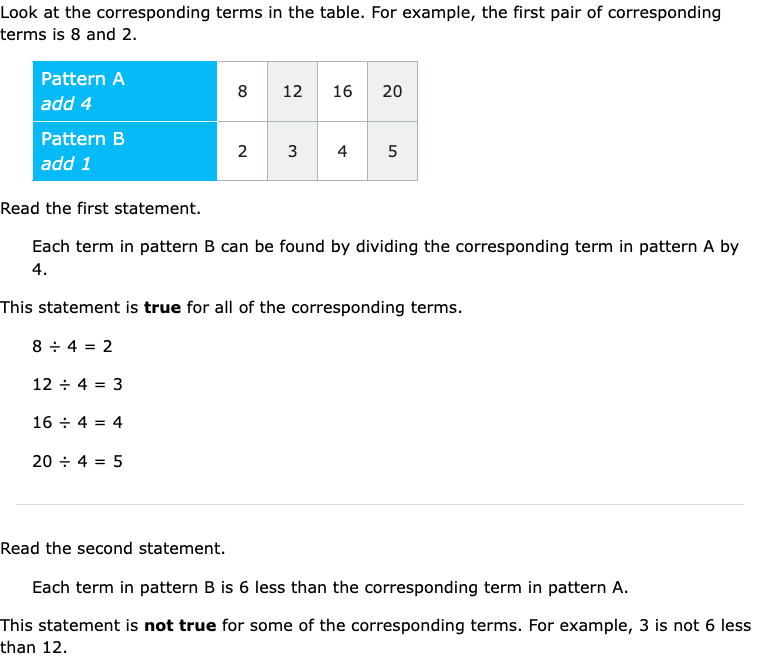 Look at the corresponding terms in the table. For example, the first pair of corresponding
terms is 8 and 2.
Pattern A
add 4
8 12 16 20
Pattern B
add 1
2 3 4 5
Read the first statement.
Each term in pattern B can be found by dividing the corresponding term in pattern A by
4.
This statement is true for all of the corresponding terms.
8 ÷ 4 = 2
12 ÷ 4 = 3
16 ÷ 4 = 4
20 ÷ 4 = 5
Read the second statement.
Each term in pattern B is 6 less than the corresponding term in pattern A.
This statement is not true for some of the corresponding terms. For example, 3 is not 6 less
than 12.